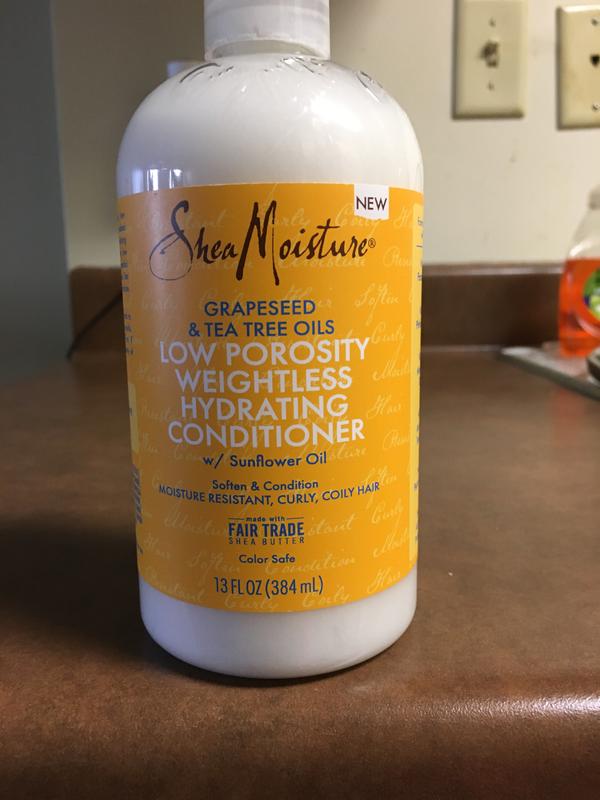 NEW
SheaMoisture®
GRAPESEED
& TEA TREE OILS
LOW POROSITY
WEIGHTLESS
HYDRATING
CONDITIONER
w/ Sunflower Oil
Soften & Condition
MOISTURE RESISTANT, CURLY, COILY HAIR
made with
FAIR TRADE
SHEA BUTTER
Color Safe
13 FL OZ (384 mL)